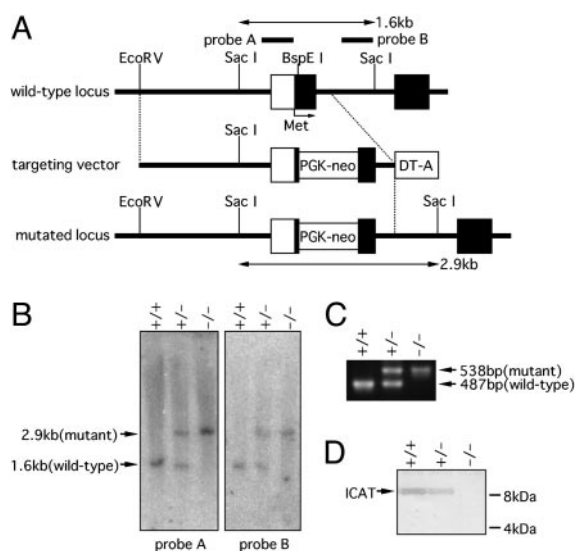 A
1.6kb
probe A
probe B
EcoR V
Sac I
BspE I
Sac I
wild-type locus
Met
Sac I
targeting vector
PGK-neo
DT-A
EcoR V
Sac I
Sac I
mutated locus
PGK-neo
2.9kb
B
+/+
+/-
-/-
+/+
+/-
-/-
2.9kb(mutant)
1.6kb(wild-type)
probe A
probe B
C
+/+
+/-
-/-
538bp(mutant)
487bp(wild-type)
D
+/+
+/-
-/-
ICAT
8kDa
4kDa